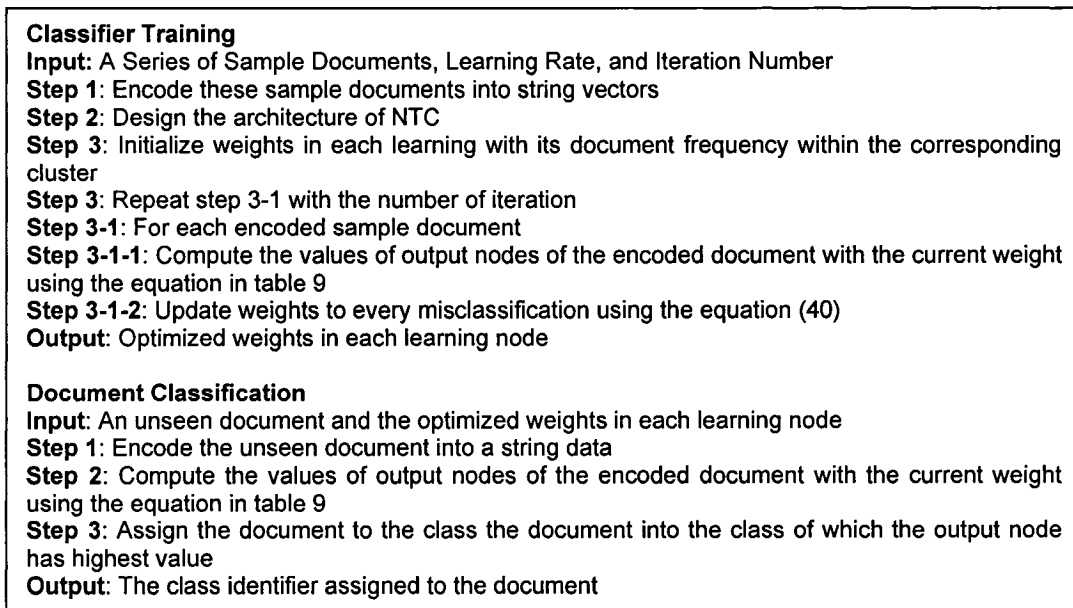 Classifier Training
Input: A Series of Sample Documents, Learning Rate, and Iteration Number
Step 1: Encode these sample documents into string vectors
Step 2: Design the architecture of NTC
Step 3: Initialize weights in each learning with its document frequency within the corresponding
cluster
Step 3: Repeat step 3-1 with the number of iteration
Step 3-1: For each encoded sample document
Step 3-1-1: Compute the values of output nodes of the encoded document with the current weight
using the equation in table 9
Step 3-1-2: Update weights to every misclassification using the equation (40)
Output: Optimized weights in each learning node
Document Classification
Input: An unseen document and the optimized weights in each learning node
Step 1: Encode the unseen document into a string data
Step 2: Compute the values of output nodes of the encoded document with the current weight
using the equation in table 9
Step 3: Assign the document to the class the document into the class of which the output node
has highest value
Output: The class identifier assigned to the document